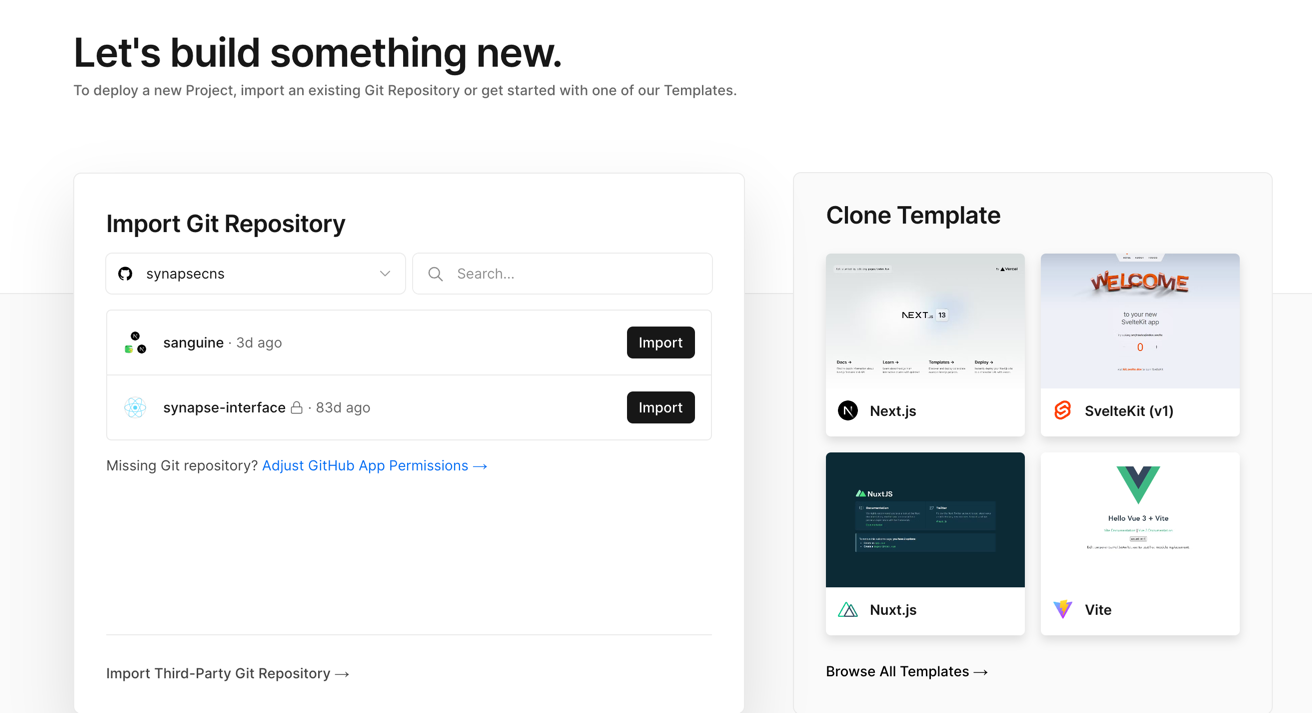 Let's build something new.
To deploy a new Project, import an existing Git Repository or get started with one of our Templates.
Import Git Repository
synapsecns
Search...
sanguine · 3d ago
Import
synapse-interface · 83d ago
Import
Missing Git repository? Adjust GitHub App Permissions →
Import Third-Party Git Repository →
Clone Template
NEXT.JS 13
Docs →
Learn →
Templates →
Deploy →
Next.js
WELCOME
to your new
SvelteKit app
0
SvelteKit (v1)
NuxtJS
Documentation
Twitter
Nuxt.js
Hello Vue 3 + Vite
Vite
Browse All Templates →